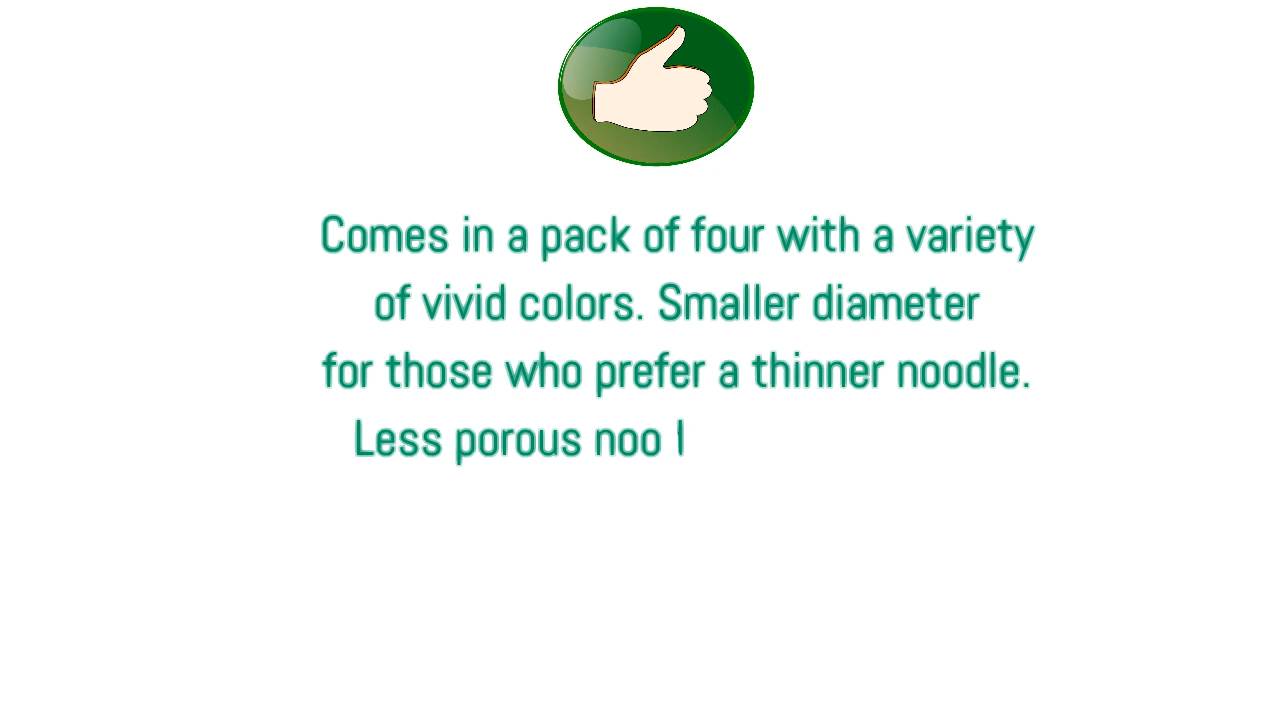 Comes in a pack of four with a variety
of vivid colors. Smaller diameter
for those who prefer a thinner noodle.
Less porous noo